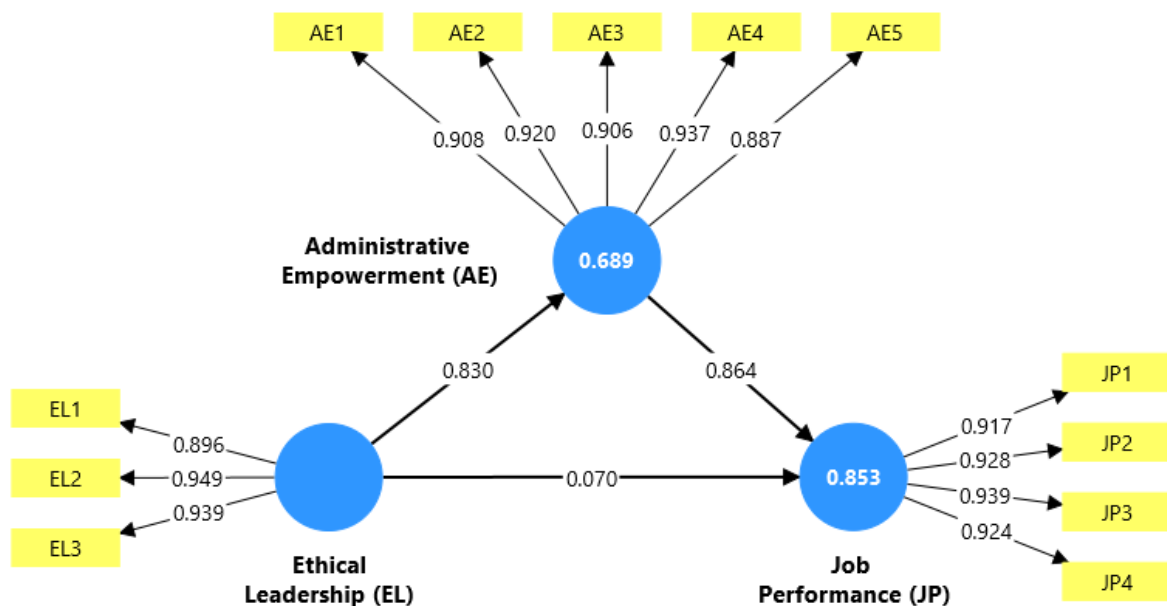 AE1 AE2 AE3 AE4 AE5
0.908 0.920 0.906 0.937 0.887
Administrative
Empowerment (AE)
0.689
0.830
0.864
EL1
EL2
EL3
0.896
0.949
0.939
0.070
0.853
0.917
0.928
0.939
0.924
JP1
JP2
JP3
JP4
Ethical
Leadership (EL)
Job
Performance (JP)